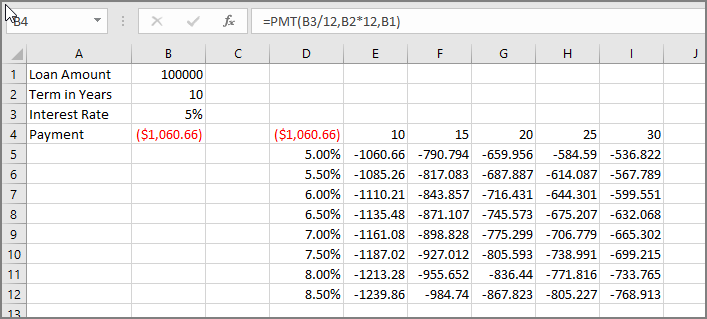 B4 fx =PMT(B3/12,B2*12,B1)
A B C D E F G H I J
1 Loan Amount 100000
2 Term in Years 10
3 Interest Rate 5%
4 Payment ($1,060.66) ($1,060.66) 10 15 20 25 30
5 5.00% -1060.66 -790.794 -659.956 -584.59 -536.822
6 5.50% -1085.26 -817.083 -687.887 -614.087 -567.789
7 6.00% -1110.21 -843.857 -716.431 -644.301 -599.551
8 6.50% -1135.48 -871.107 -745.573 -675.207 -632.068
9 7.00% -1161.08 -898.828 -775.299 -706.779 -665.302
10 7.50% -1187.02 -927.012 -805.593 -738.991 -699.215
11 8.00% -1213.28 -955.652 -836.44 -771.816 -733.765
12 8.50% -1239.86 -984.74 -867.823 -805.227 -768.913
13